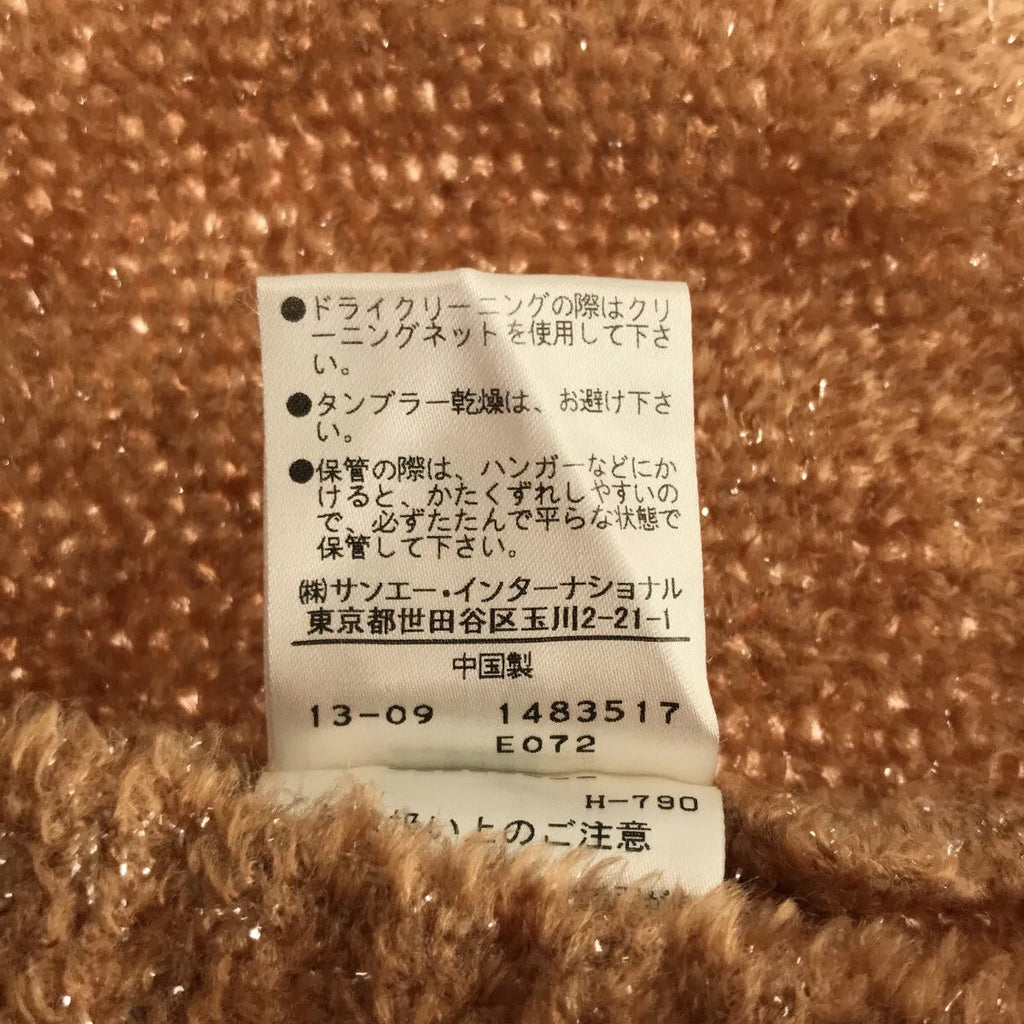 ●ドライクリーニングの際はクリ
ーニングネットを使用して下さ
い。
●タンブラー乾燥は、お避け下さ
い。
●保管の際は、ハンガーなどにか
けると、かたくずれしやすいの
で、必ずたたんで平らな状態で
保管して下さい。
㈱サンエー・インターナショナル
東京都世田谷区玉川2-21-1
中国製
13-09 1483517
E072
H-790
扱い上のご注意